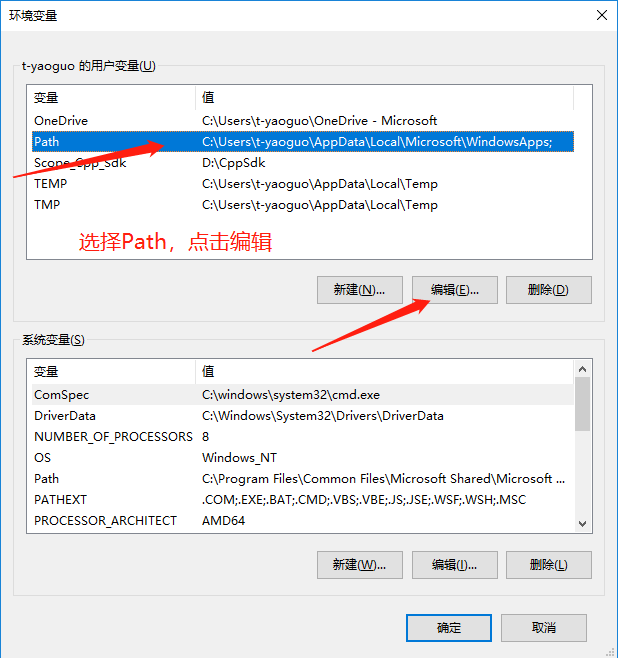 环境变量
t-yaoguo 的用户变量(U)
变量 值
OneDrive C:\Users\t-yaoguo\OneDrive - Microsoft
Path C:\Users\t-yaoguo\AppData\Local\Microsoft\WindowsApps;
Scope_Cpp_Sdk D:\CppSdk
TEMP C:\Users\t-yaoguo\AppData\Local\Temp
TMP C:\Users\t-yaoguo\AppData\Local\Temp
选择Path，点击编辑
新建(N)... 编辑(E)... 删除(D)
系统变量(S)
变量 值
ComSpec C:\windows\system32\cmd.exe
DriverData C:\Windows\System32\Drivers\DriverData
NUMBER_OF_PROCESSORS 8
OS Windows_NT
Path C:\Program Files\Common Files\Microsoft Shared\Microsoft ...
PATHEXT .COM;.EXE;.BAT;.CMD;.VBS;.VBE;.JS;.JSE;.WSF;.WSH;.MSC
PROCESSOR_ARCHITECT AMD64
新建(W)... 编辑(I)... 删除(L)
确定 取消